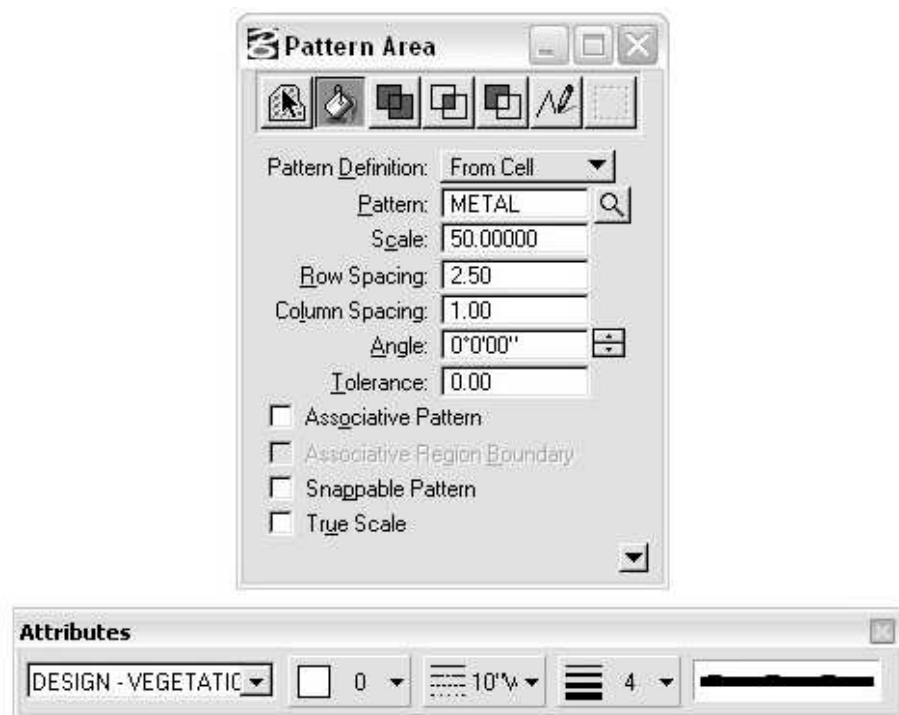 Pattern Area
Pattern Definition: From Cell
Pattern: METAL
Scale: 50.00000
Row Spacing: 2.50
Column Spacing: 1.00
Angle: 0°0'00"
Tolerance: 0.00
Associative Pattern
Associative Region Boundary
Snappable Pattern
True Scale
Attributes
DESIGN - VEGETATIC 0 4